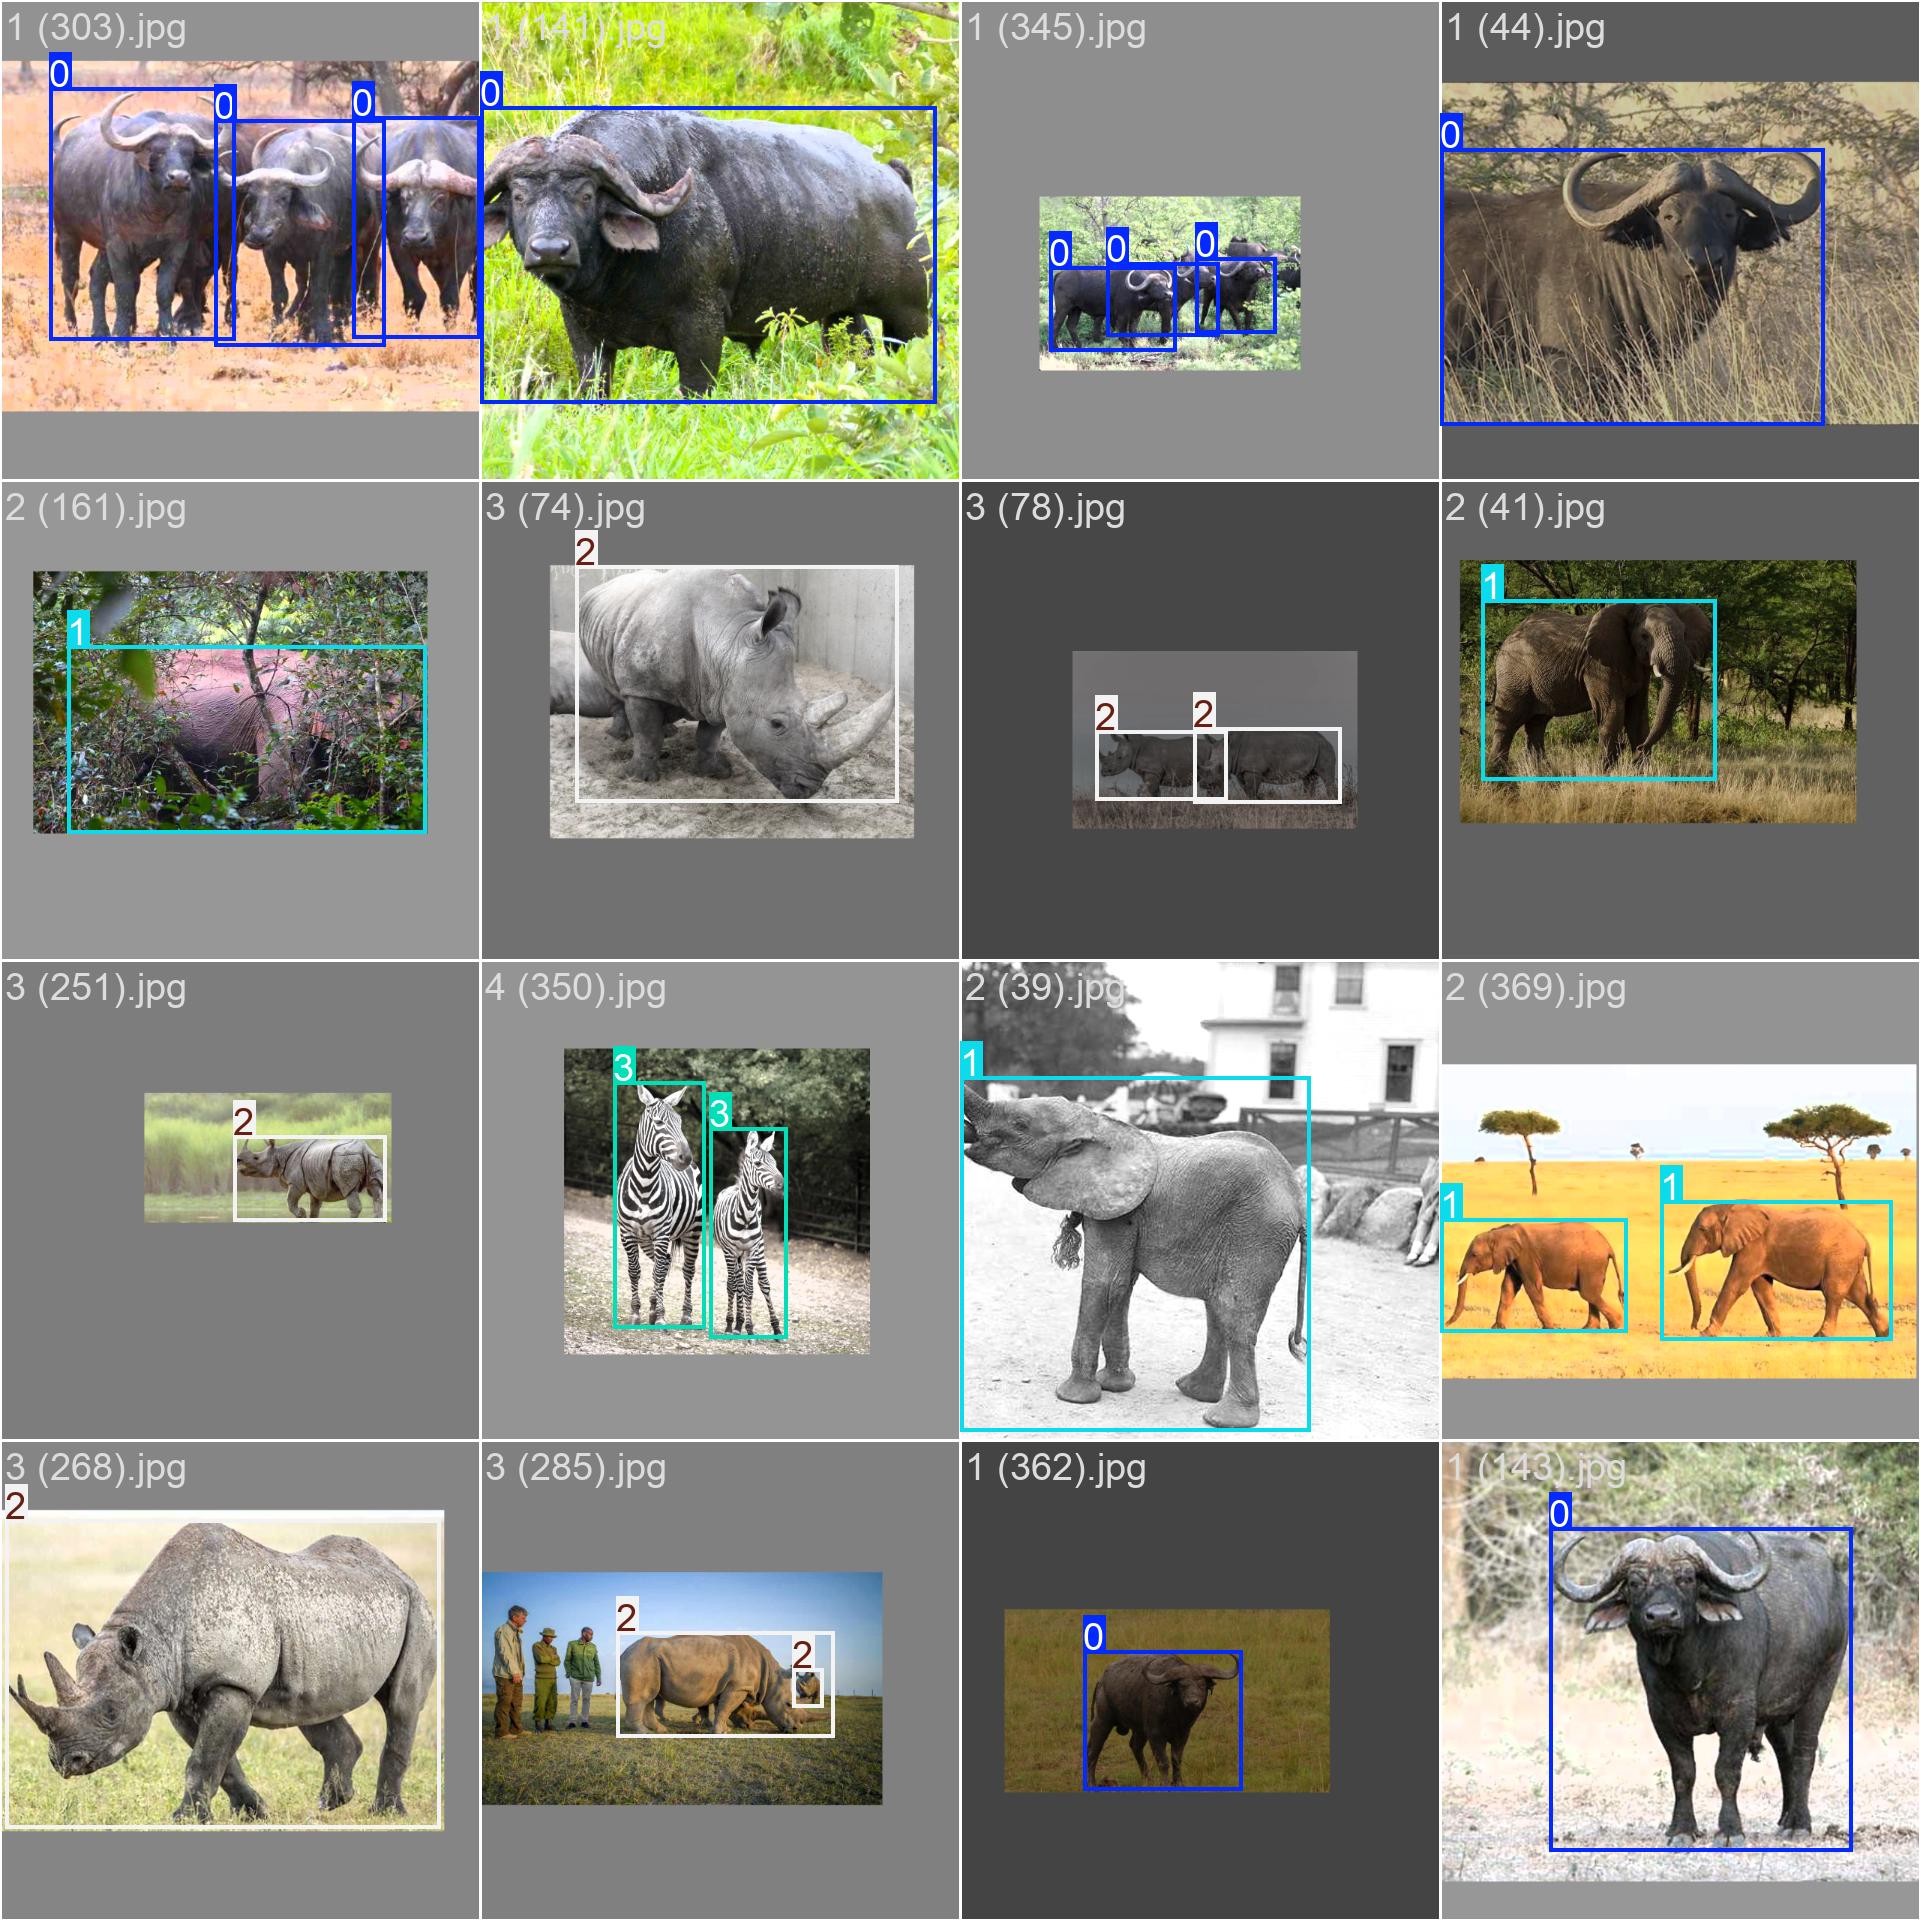 1 (303).jpg
1 (141).jpg
1 (345).jpg
1 (44).jpg
0
0
0
0
0
0
0
0
2 (161).jpg
3 (74).jpg
3 (78).jpg
2 (41).jpg
1
2
2
2
1
3 (251).jpg
4 (350).jpg
2 (39).jpg
2 (369).jpg
2
3
3
1
1
1
3 (268).jpg
3 (285).jpg
1 (362).jpg
1 (143).jpg
2
2
2
0
0